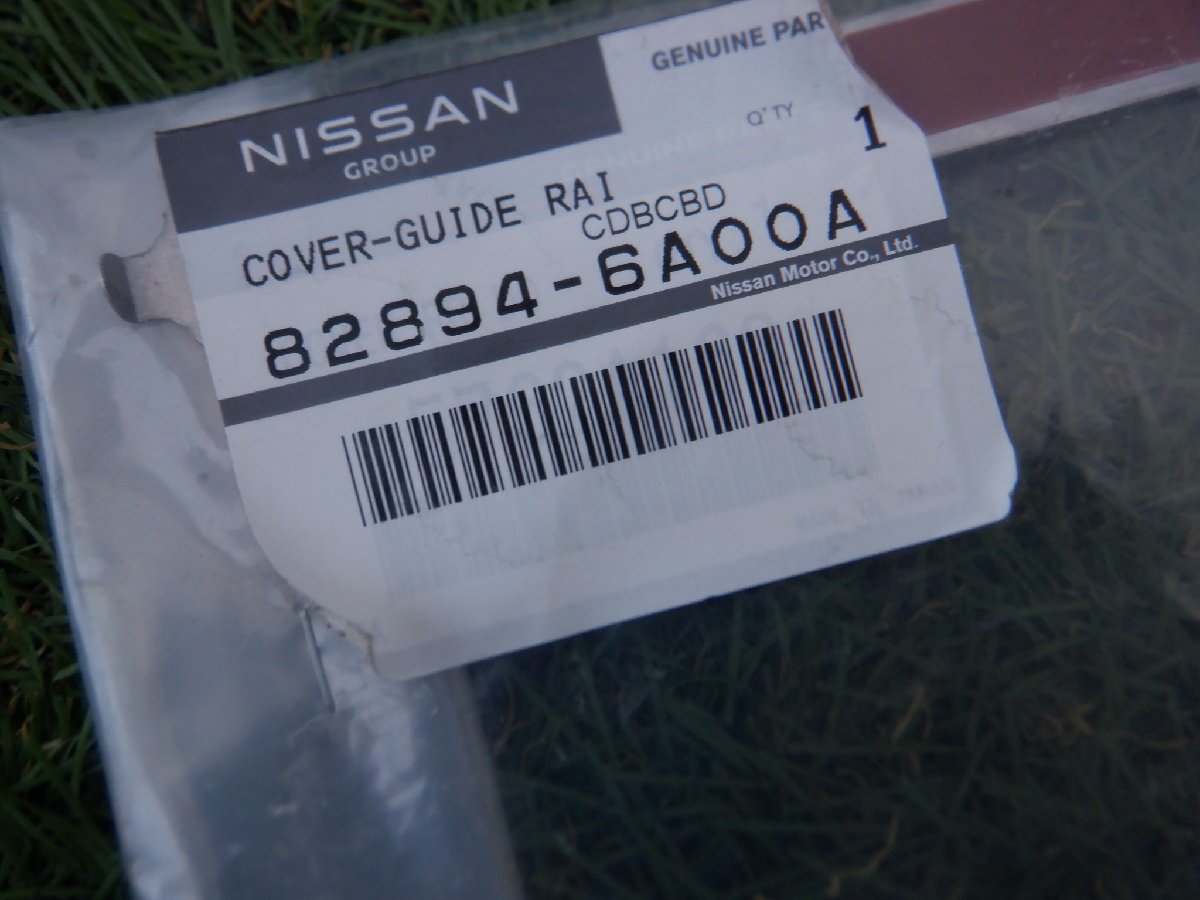 NISSAN
GROUP
GENUINE PAR
Q'TY 1
COVER-GUIDE RAI
CDBCBD
82894-6A00A
Nissan Motor Co., Ltd.